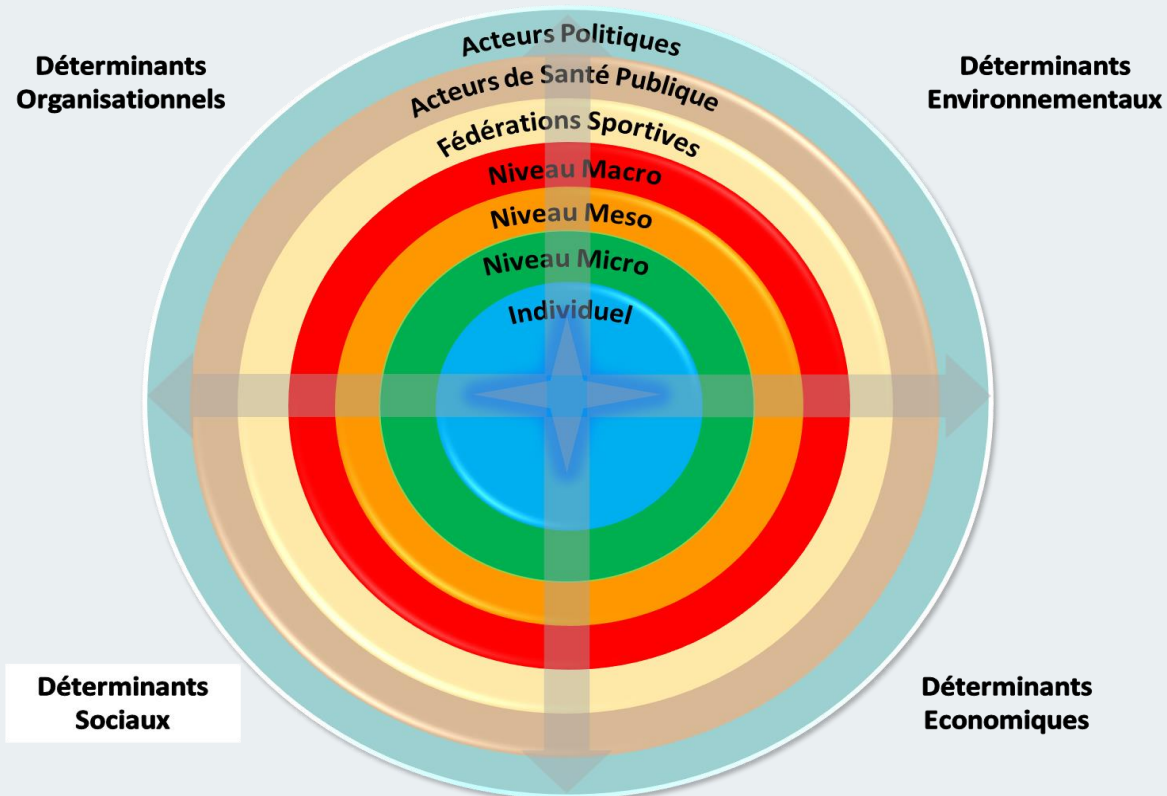 Acteurs Politiques
Déterminants
Organisationnels
Déterminants
Environnementaux
Acteurs de Santé Publique
Fédérations Sportives
Niveau Macro
Niveau Meso
Niveau Micro
Individuel
Déterminants
Sociaux
Déterminants
Economiques